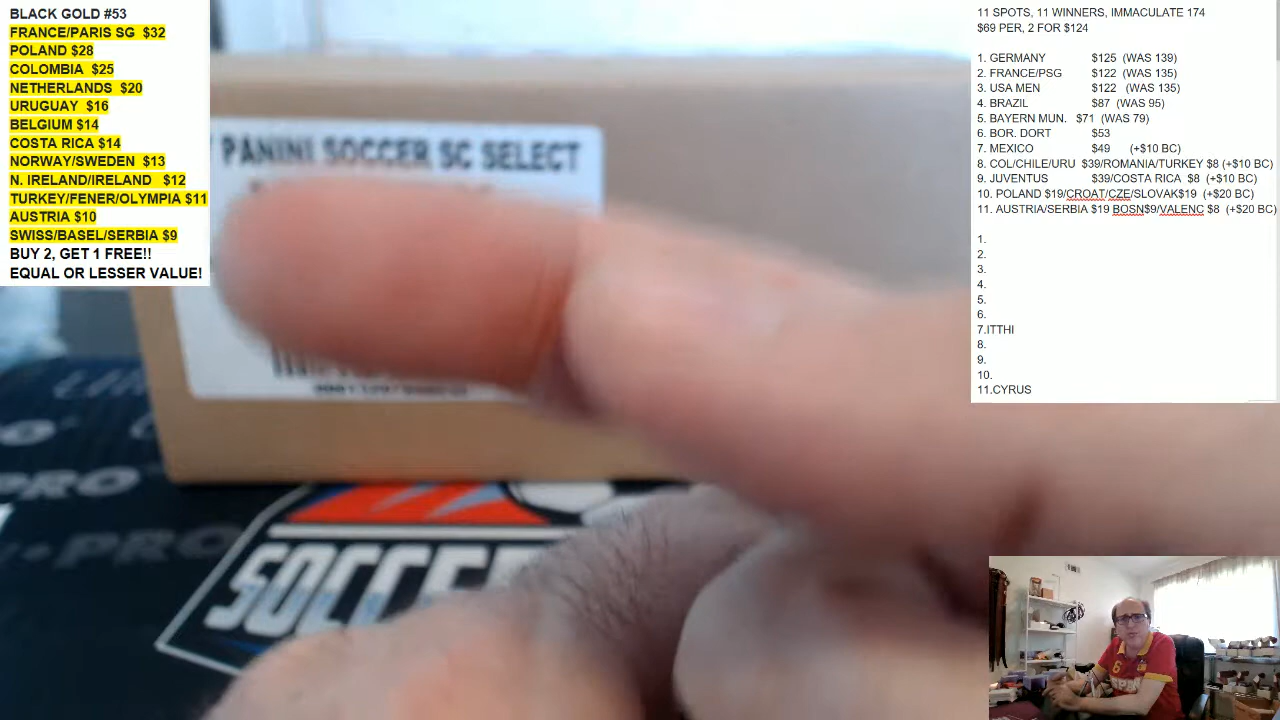 BLACK GOLD #53
FRANCE/PARIS SG $32
POLAND $28
COLOMBIA $25
NETHERLANDS $20
URUGUAY $16
BELGIUM $14
COSTA RICA $14
NORWAY/SWEDEN $13
N. IRELAND/IRELAND $12
TURKEY/FENER/OLYMPIA $11
AUSTRIA $10
SWISS/BASEL/SERBIA $9
BUY 2, GET 1 FREE!!
EQUAL OR LESSER VALUE!
11 SPOTS, 11 WINNERS, IMMACULATE 174
$69 PER, 2 FOR $124
1. GERMANY $125 (WAS 139)
2. FRANCE/PSG $122 (WAS 135)
3. USA MEN $122 (WAS 135)
4. BRAZIL $87 (WAS 95)
5. BAYERN MUN. $71 (WAS 79)
6. BOR. DORT $53
7. MEXICO $49 (+$10 BC)
8. COL/CHILE/URU $39/ROMANIA/TURKEY $8 (+$10 BC)
9. JUVENTUS $39/COSTA RICA $8 (+$10 BC)
10. POLAND $19/CROAT/CZE/SLOVAK$19 (+$20 BC)
11. AUSTRIA/SERBIA $19 BOSN$9/VALENC $8 (+$20 BC)
1.
2.
3.
4.
5.
6.
7.ITTHI
8.
9.
10.
11.CYRUS
PANINI SOCCER SC SELECT
PRO
PRO
SOCCE